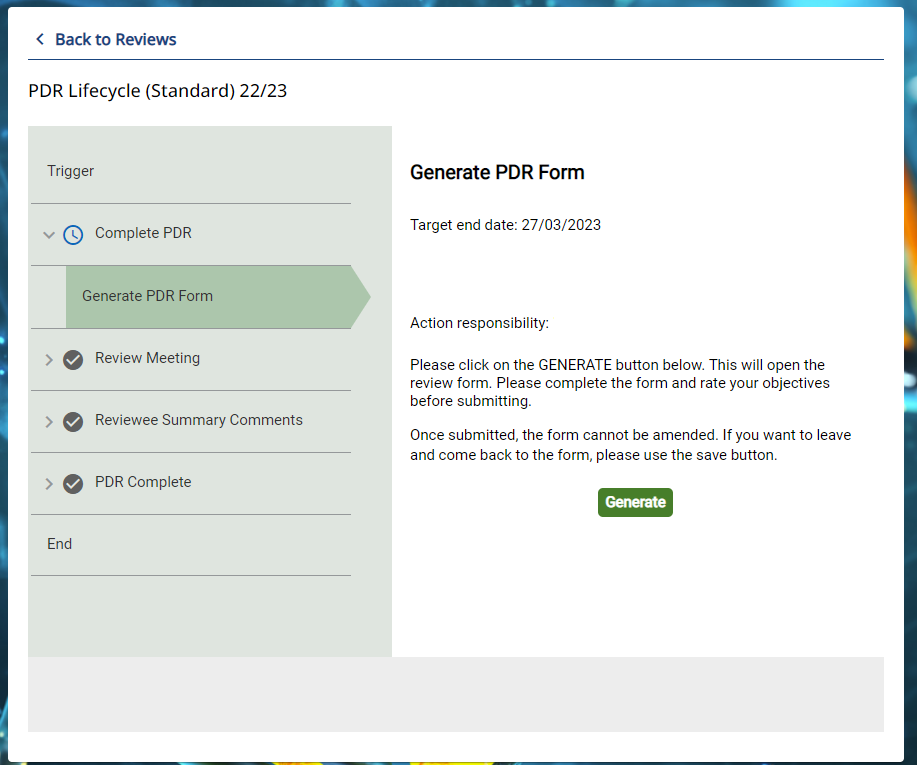 Back to Reviews
PDR Lifecycle (Standard) 22/23
Trigger
Complete PDR
Generate PDR Form
Review Meeting
Reviewee Summary Comments
PDR Complete
End
Generate PDR Form
Target end date: 27/03/2023
Action responsibility:
Please click on the GENERATE button below. This will open the
review form. Please complete the form and rate your objectives
before submitting.
Once submitted, the form cannot be amended. If you want to leave
and come back to the form, please use the save button.
Generate